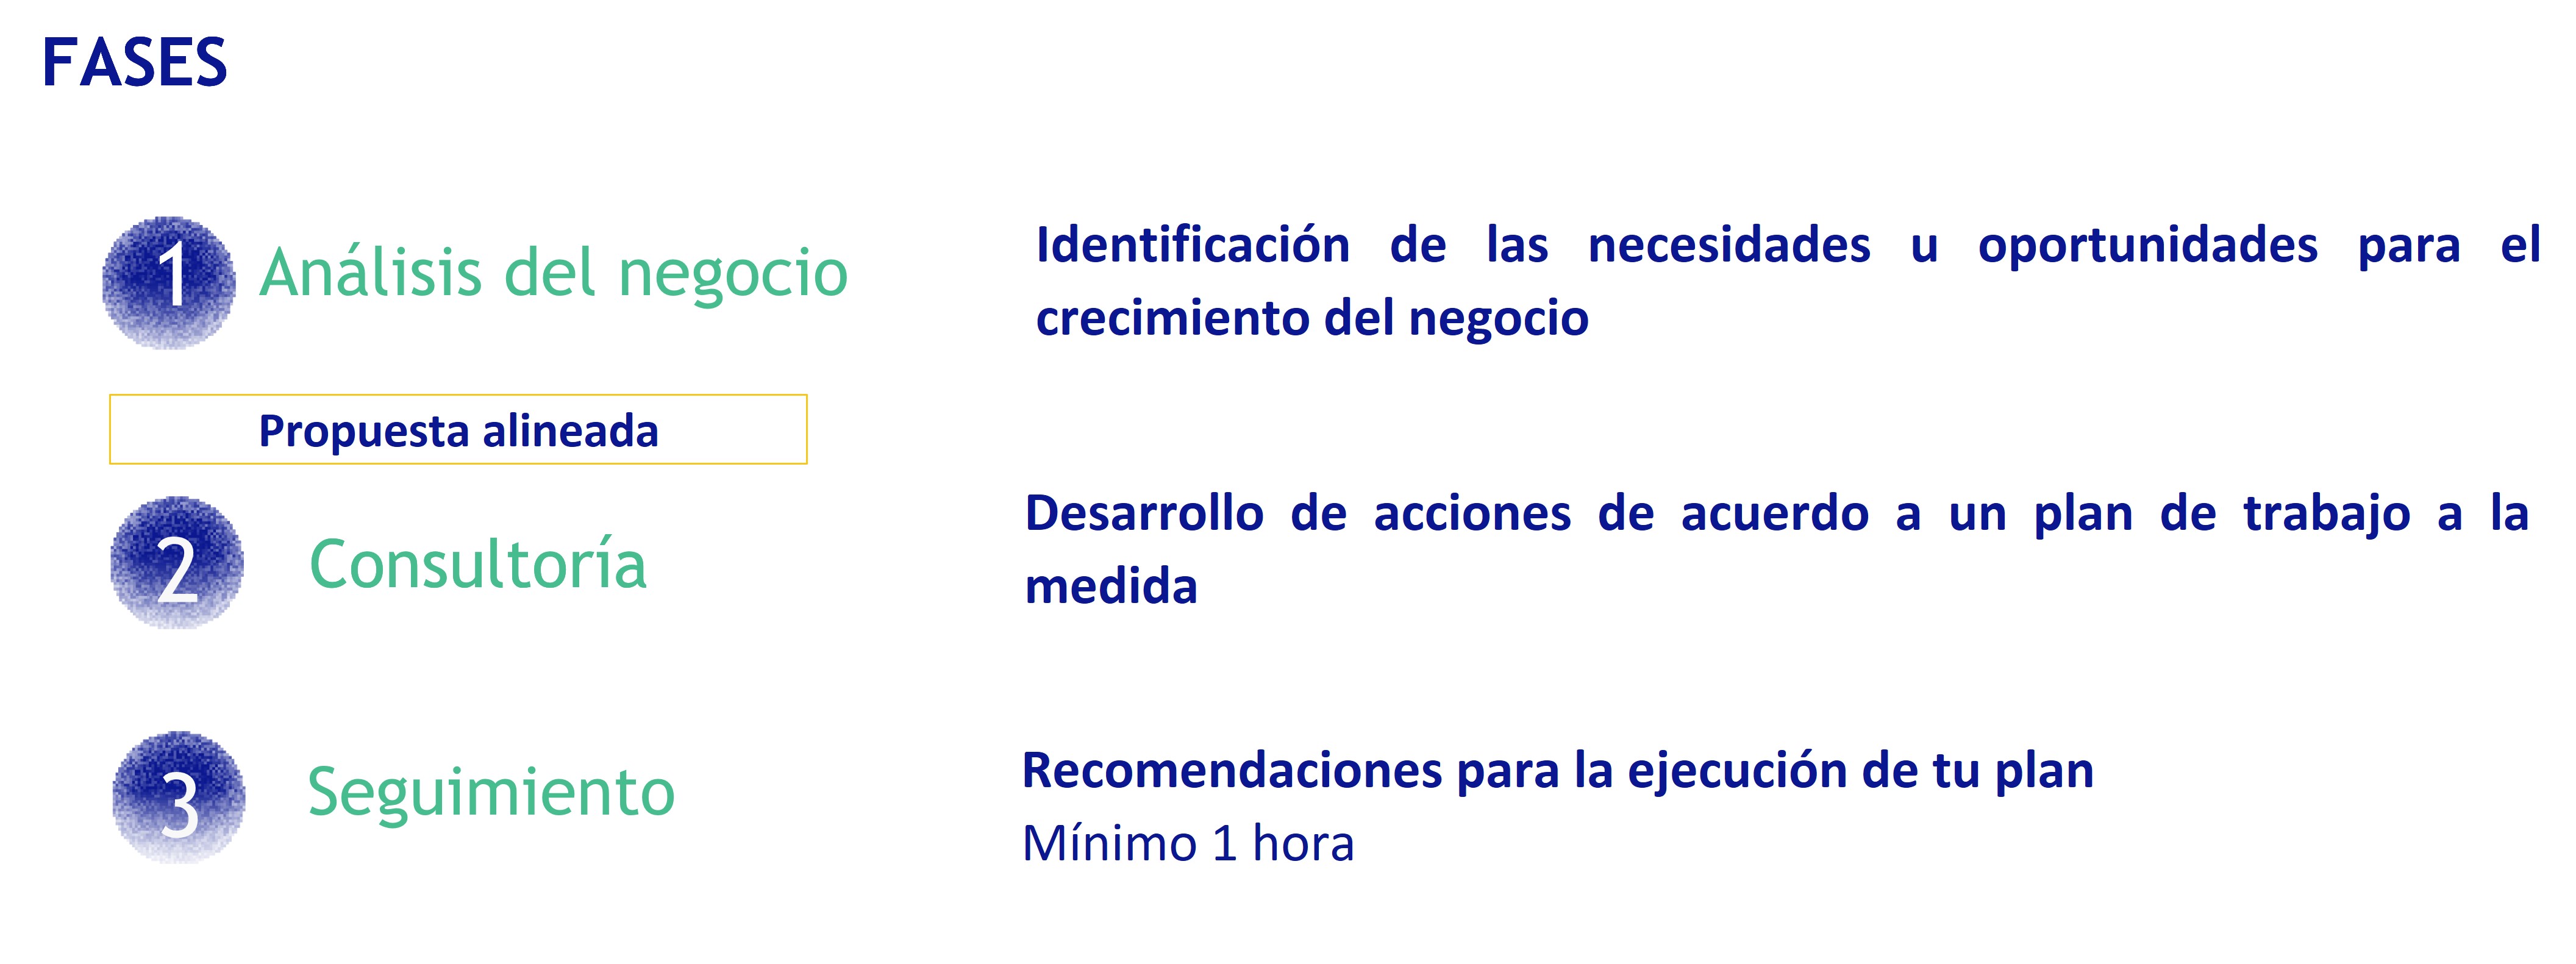 FASES
1 Análisis del negocio
Identificación de las necesidades u oportunidades para el
crecimiento del negocio
Propuesta alineada
2 Consultoría
Desarrollo de acciones de acuerdo a un plan de trabajo a la
medida
3 Seguimiento
Recomendaciones para la ejecución de tu plan
Mínimo 1 hora